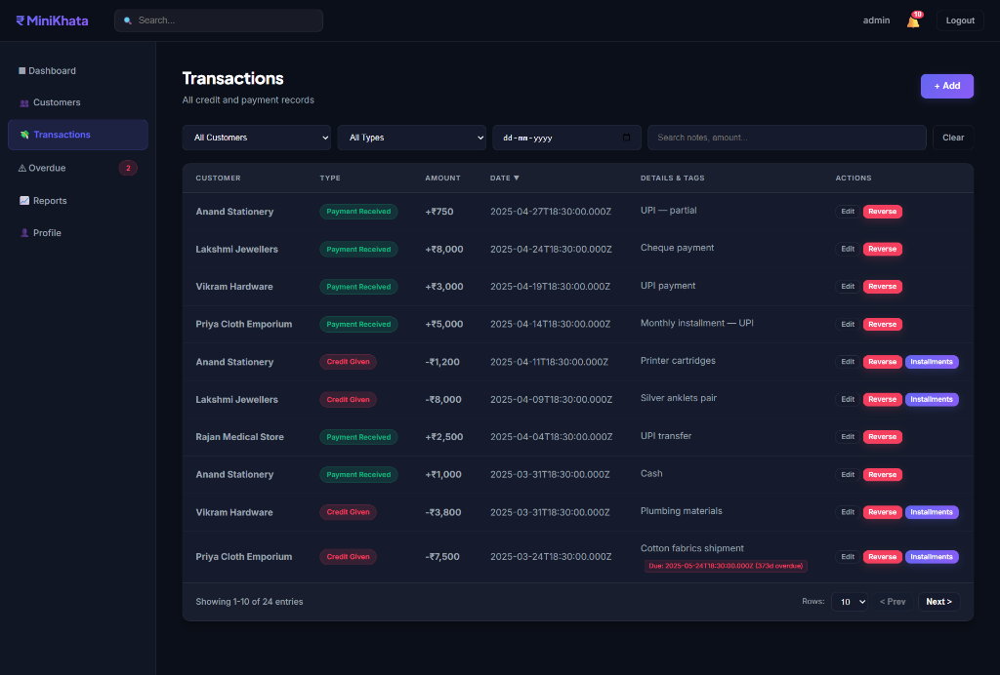 ₹ MiniKhata
Search...
admin
10
Logout
Dashboard
Customers
Transactions
Overdue 2
Reports
Profile
Transactions
All credit and payment records
+ Add
All Customers All Types dd-mm-yyyy Search notes, amount... Clear
CUSTOMER TYPE AMOUNT DATE ▼ DETAILS & TAGS ACTIONS
Anand Stationery Payment Received +₹750 2025-04-27T18:30:00.000Z UPI — partial Edit Reverse
Lakshmi Jewellers Payment Received +₹8,000 2025-04-24T18:30:00.000Z Cheque payment Edit Reverse
Vikram Hardware Payment Received +₹3,000 2025-04-19T18:30:00.000Z UPI payment Edit Reverse
Priya Cloth Emporium Payment Received +₹5,000 2025-04-14T18:30:00.000Z Monthly installment — UPI Edit Reverse
Anand Stationery Credit Given -₹1,200 2025-04-11T18:30:00.000Z Printer cartridges Edit Reverse Installments
Lakshmi Jewellers Credit Given -₹8,000 2025-04-09T18:30:00.000Z Silver anklets pair Edit Reverse Installments
Rajan Medical Store Payment Received +₹2,500 2025-04-04T18:30:00.000Z UPI transfer Edit Reverse
Anand Stationery Payment Received +₹1,000 2025-03-31T18:30:00.000Z Cash Edit Reverse
Vikram Hardware Credit Given -₹3,800 2025-03-31T18:30:00.000Z Plumbing materials Edit Reverse Installments
Priya Cloth Emporium Credit Given -₹7,500 2025-03-24T18:30:00.000Z Cotton fabrics shipment Edit Reverse Installments
Due: 2025-05-24T18:30:00.000Z (373d overdue)
Showing 1-10 of 24 entries Rows: 10 < Prev Next >